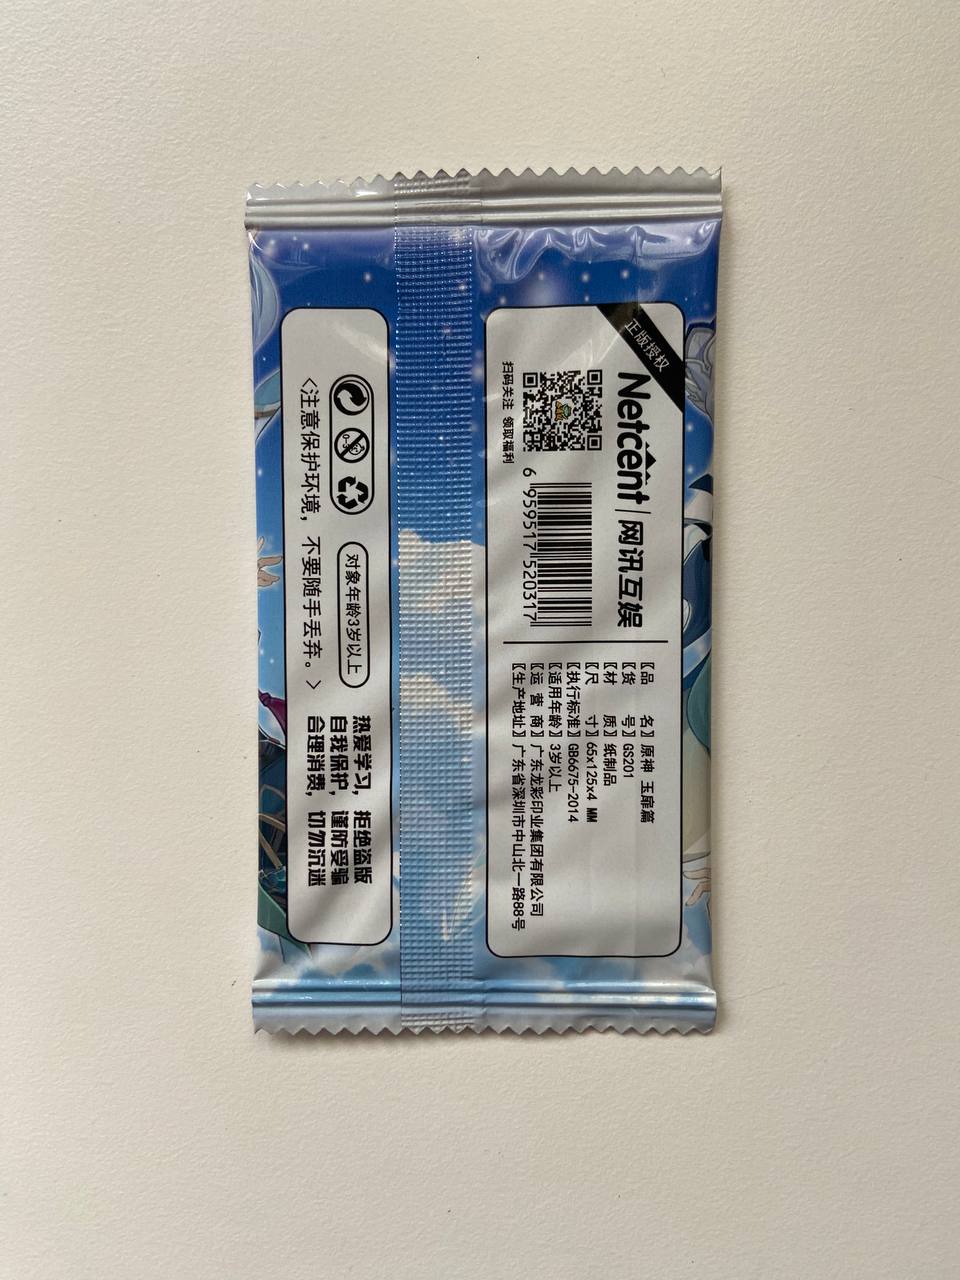 正版授权
Netcent | 网讯互娱
扫码关注 领取福利
6 959517 520317
【品 名】原神 玉扉篇
【货 号】GS201
【材 质】纸制品
【尺 寸】65x125x4 MM
【执行标准】GB6675-2014
【适用年龄】3岁以上
【运 营 商】广东龙彩印业集团有限公司
【生产地址】广东省深圳市中山北一路88号
0-3
对象年龄3岁以上
<注意保护环境，不要随手丢弃。>
热爱学习，拒绝盗版
自我保护，谨防受骗
合理消费，切勿沉迷